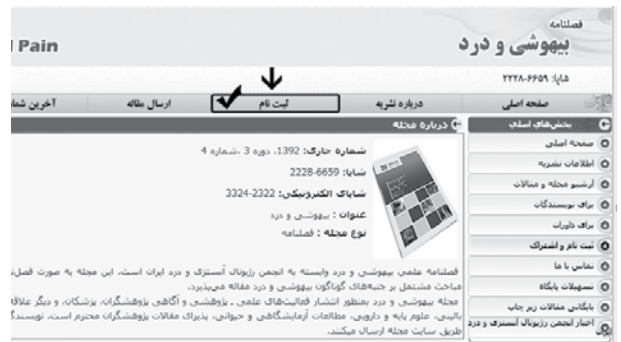 فصلنامه
بیهوشی و درد
l Pain
شاپا: ۶۶۵۹-۲۲۲۸
صفحه اصلی
درباره نشریه
ثبت نام
ارسال مقاله
آخرین شما
بخش‌های اصلی
صفحه اصلی
اطلاعات نشریه
آرشیو مجله و مقالات
برای نویسندگان
برای داوران
ثبت نام و اشتراک
تماس با ما
تسهیلات پایگاه
بایگانی مقالات زیر چاپ
اخبار انجمن رژیونال آنستزی و درد
درباره مجله
شماره جاری: 1392، دوره 3 ،شماره 4
شاپا: 2228-6659
شاپای الکترونیکی: 2322-3324
عنوان : بیهوشی و درد
نوع مجله : فصلنامه
فصلنامه علمی بیهوشی و درد وابسته به انجمن رژیونال آنستزی و درد ایران است. این مجله به صورت فصل
مباحث مشتمل بر جنبه‌های گوناگون بیهوشی و درد مقاله می‌پذیرد.
مجله بیهوشی و درد بمنظور انتشار فعالیت‌های علمی ـ پژوهشی و آگاهی پژوهشگران، پزشکان، و دیگر علاق
بالینی، علوم پایه و دارویی، مطالعات آزمایشگاهی و حیوانی، پذیرای مقالات پژوهشگران محترم است. نویسندگ
طریق سایت مجله ارسال میکنند.